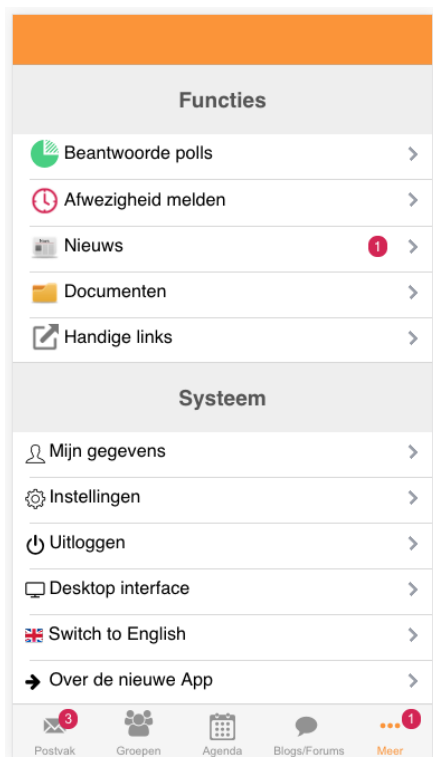 Functies
Beantwoorde polls
Afwezigheid melden
Nieuws 1
Documenten
Handige links
Systeem
Mijn gegevens
Instellingen
Uitloggen
Desktop interface
Switch to English
Over de nieuwe App
3 1
Postvak Groepen Agenda Blogs/Forums Meer